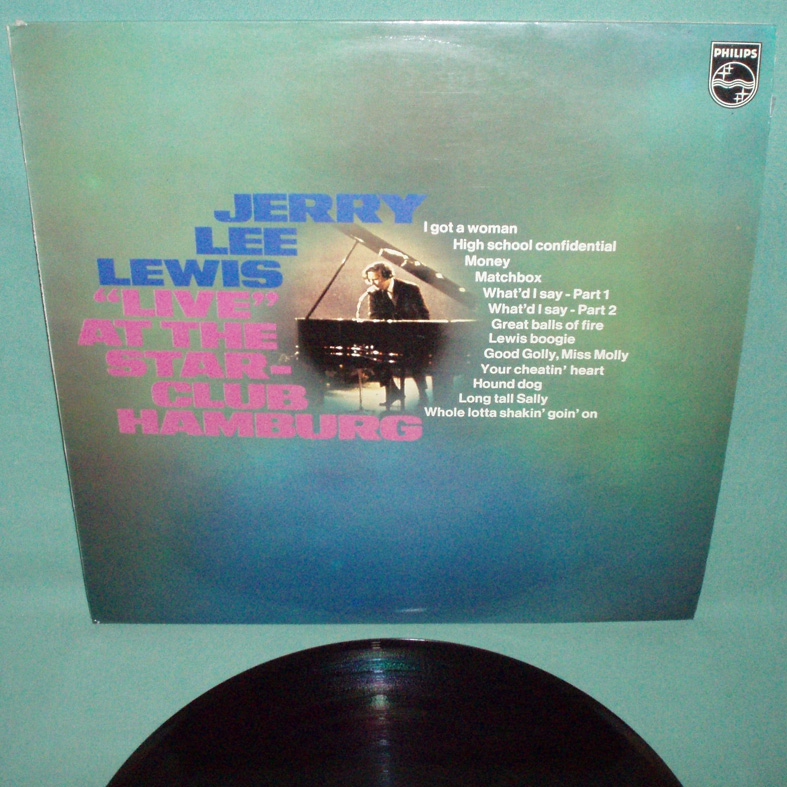 PHILIPS
JERRY
LEE
LEWIS
“LIVE”
AT THE
STAR-
CLUB
HAMBURG
I got a woman
High school confidential
Money
Matchbox
What’d I say - Part 1
What’d I say - Part 2
Great balls of fire
Lewis boogie
Good Golly, Miss Molly
Your cheatin’ heart
Hound dog
Long tall Sally
Whole lotta shakin’ goin’ on